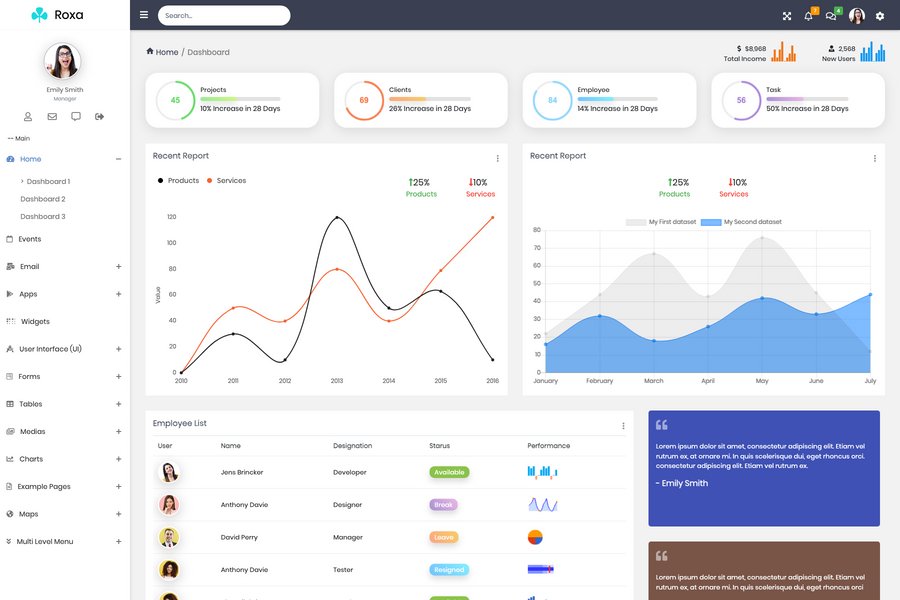 Roxa
Search...
7
4
Emily Smith
Manager
-- Main
Home
> Dashboard 1
Dashboard 2
Dashboard 3
Events
Email
Apps
Widgets
User Interface (UI)
Forms
Tables
Medias
Charts
Example Pages
Maps
Multi Level Menu
Home / Dashboard
$ $8,968
Total Income
2,568
New Users
45
Projects
10% Increase in 28 Days
69
Clients
26% Increase in 28 Days
84
Employee
14% Increase in 28 Days
56
Task
50% Increase in 28 Days
Recent Report
Products Services
25%
Products
10%
Services
Value
120
100
80
60
40
20
0
2010 2011 2012 2013 2014 2015 2016
Recent Report
25%
Products
10%
Services
My First dataset My Second dataset
80
70
60
50
40
30
20
10
0
January February March April May June July
Employee List
User Name Designation Status Performance
Jens Brincker Developer Available
Anthony Davie Designer Break
David Perry Manager Leave
Anthony Davie Tester Resigned
Lorem ipsum dolor sit amet, consectetur adipiscing elit. Etiam vel
rutrum ex, at ornare mi. In quis scelerisque dui, eget rhoncus orci.
consectetur adipiscing elit. Etiam vel rutrum ex.
- Emily Smith
Lorem ipsum dolor sit amet, consectetur adipiscing elit. Etiam vel
rutrum ex, at ornare mi. In quis scelerisque dui, eget rhoncus orci